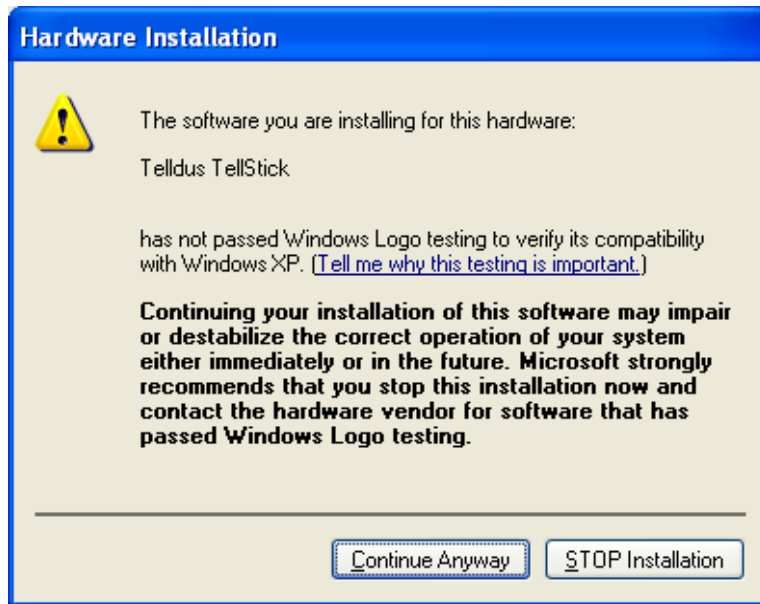 Hardware Installation
The software you are installing for this hardware:
Telldus TellStick
has not passed Windows Logo testing to verify its compatibility
with Windows XP. (Tell me why this testing is important.)
Continuing your installation of this software may impair
or destabilize the correct operation of your system
either immediately or in the future. Microsoft strongly
recommends that you stop this installation now and
contact the hardware vendor for software that has
passed Windows Logo testing.
Continue Anyway
STOP Installation